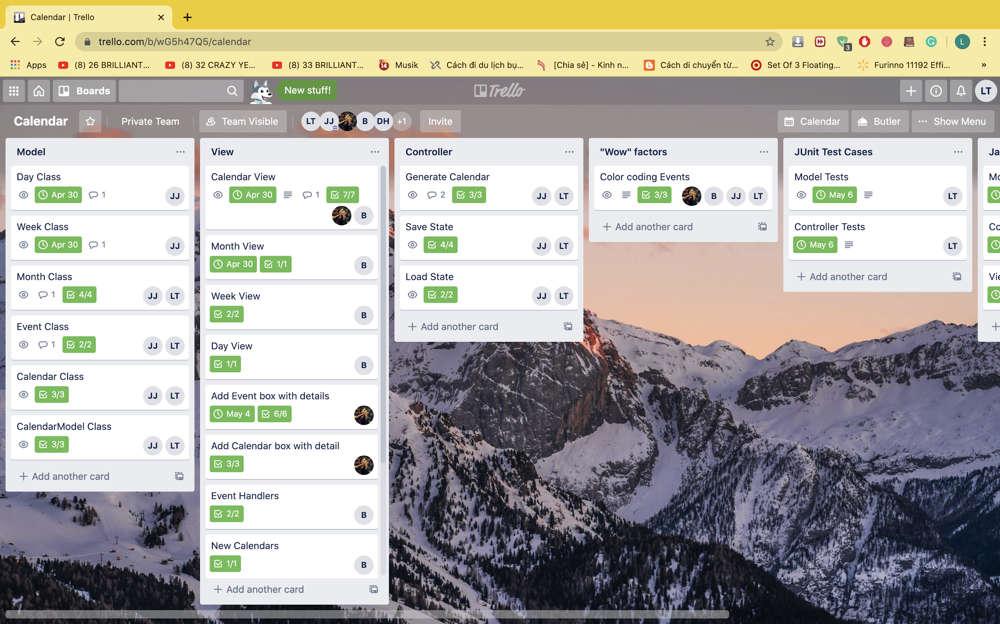 Calendar | Trello
trello.com/b/wG5h47Q5/calendar
3
L
Apps
(8) 26 BRILLIANT...
(8) 32 CRAZY YE...
(8) 33 BRILLIANT...
14
Musik
Cách đi du lịch bụ...
[Chia sẻ] - Kinh n...
Cách di chuyển từ...
Set Of 3 Floating...
Furinno 11192 Effi...
»
Boards
New stuff!
Trello
LT
Calendar
Private Team
Team Visible
LT
JJ
B
DH
+1
Invite
Calendar
Butler
Show Menu
Model
Day Class
Apr 30
1
JJ
Week Class
Apr 30
1
JJ
Month Class
1
4/4
JJ
LT
Event Class
1
2/2
JJ
LT
Calendar Class
3/3
JJ
LT
CalendarModel Class
3/3
JJ
LT
Add another card
View
Calendar View
Apr 30
1
7/7
B
Month View
Apr 30
1/1
B
Week View
2/2
B
Day View
1/1
B
Add Event box with details
May 4
6/6
Add Calendar box with detail
3/3
Event Handlers
2/2
B
New Calendars
1/1
B
Add another card
Controller
Generate Calendar
2
3/3
JJ
LT
Save State
4/4
JJ
LT
Load State
2/2
JJ
LT
Add another card
"Wow" factors
Color coding Events
3/3
B
JJ
LT
Add another card
JUnit Test Cases
Model Tests
May 6
LT
Controller Tests
May 6
LT
Add another card
Ja
Mo
Co
Vie